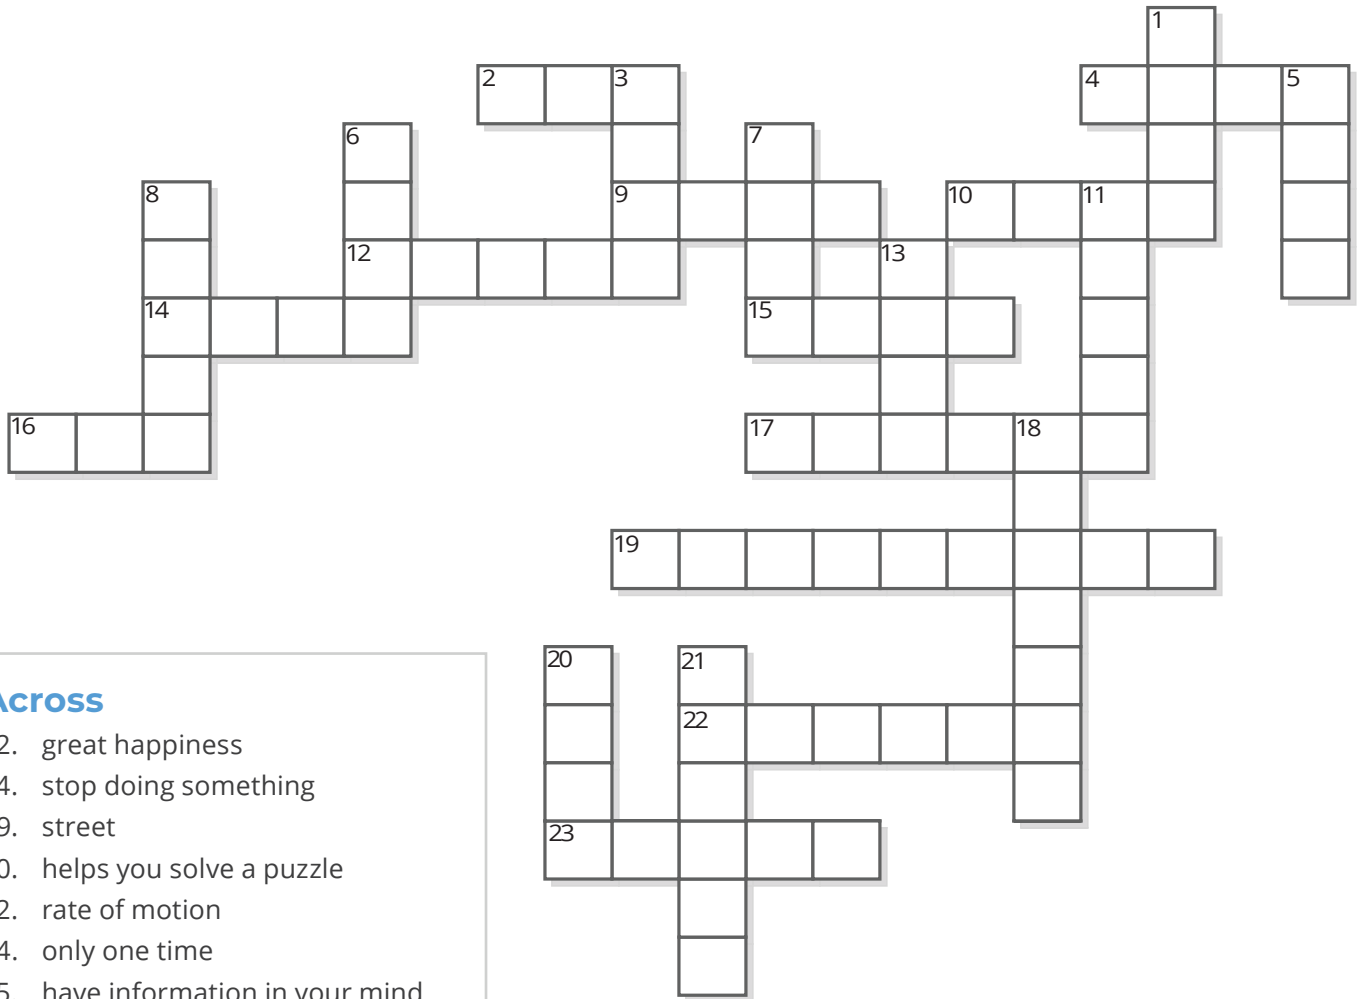 1
2 3 4 5
6 7
8 9 10 11
12 13
14 15
16 17 18
19
20 21
22
23
Across
2. great happiness
4. stop doing something
9. street
0. helps you solve a puzzle
2. rate of motion
4. only one time
5. have information in your mind